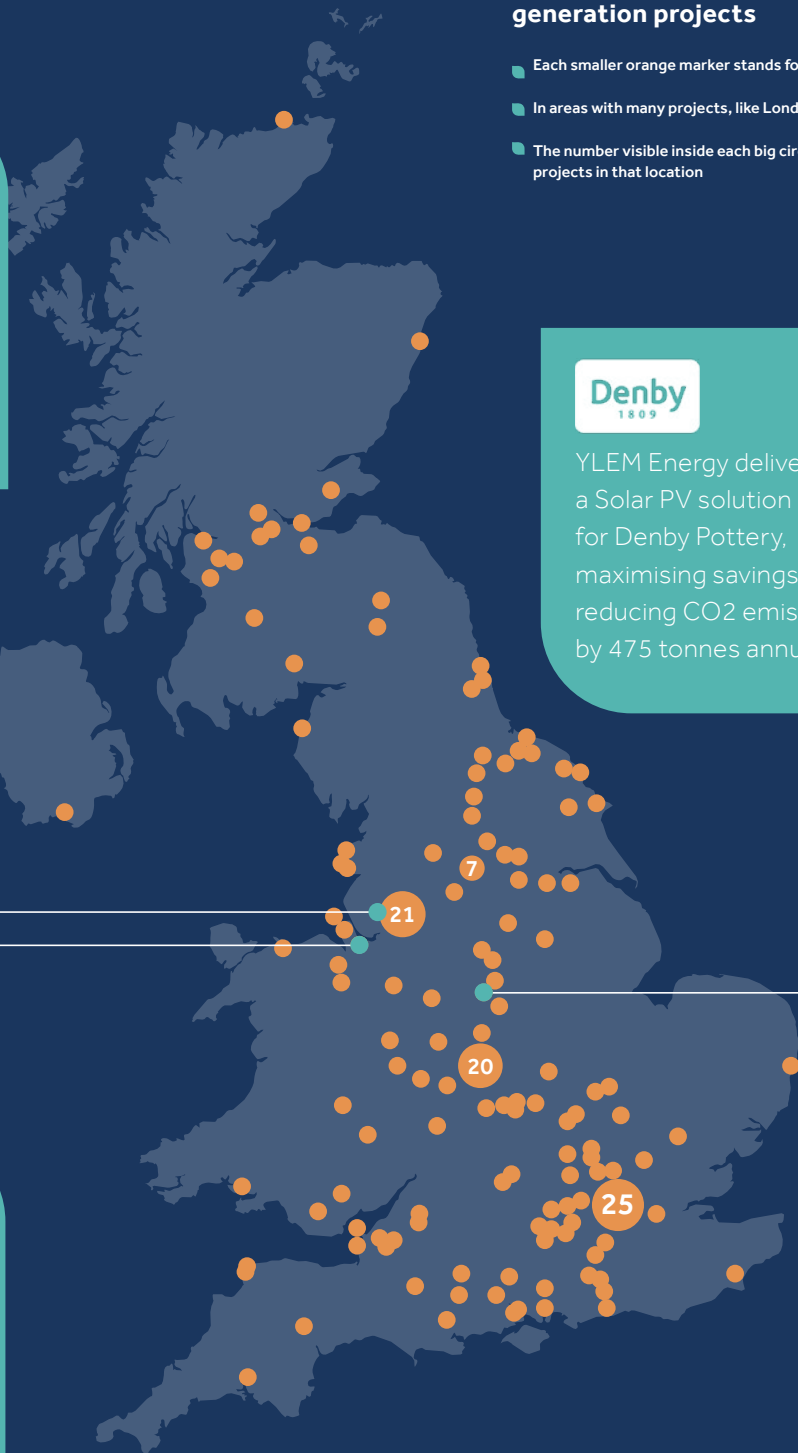 generation projects
Each smaller orange marker stands fo
In areas with many projects, like Lond
The number visible inside each big cir
projects in that location
Denby
1809
YLEM Energy delive
a Solar PV solution
for Denby Pottery,
maximising savings
reducing CO2 emis
by 475 tonnes annu
7
21
20
25